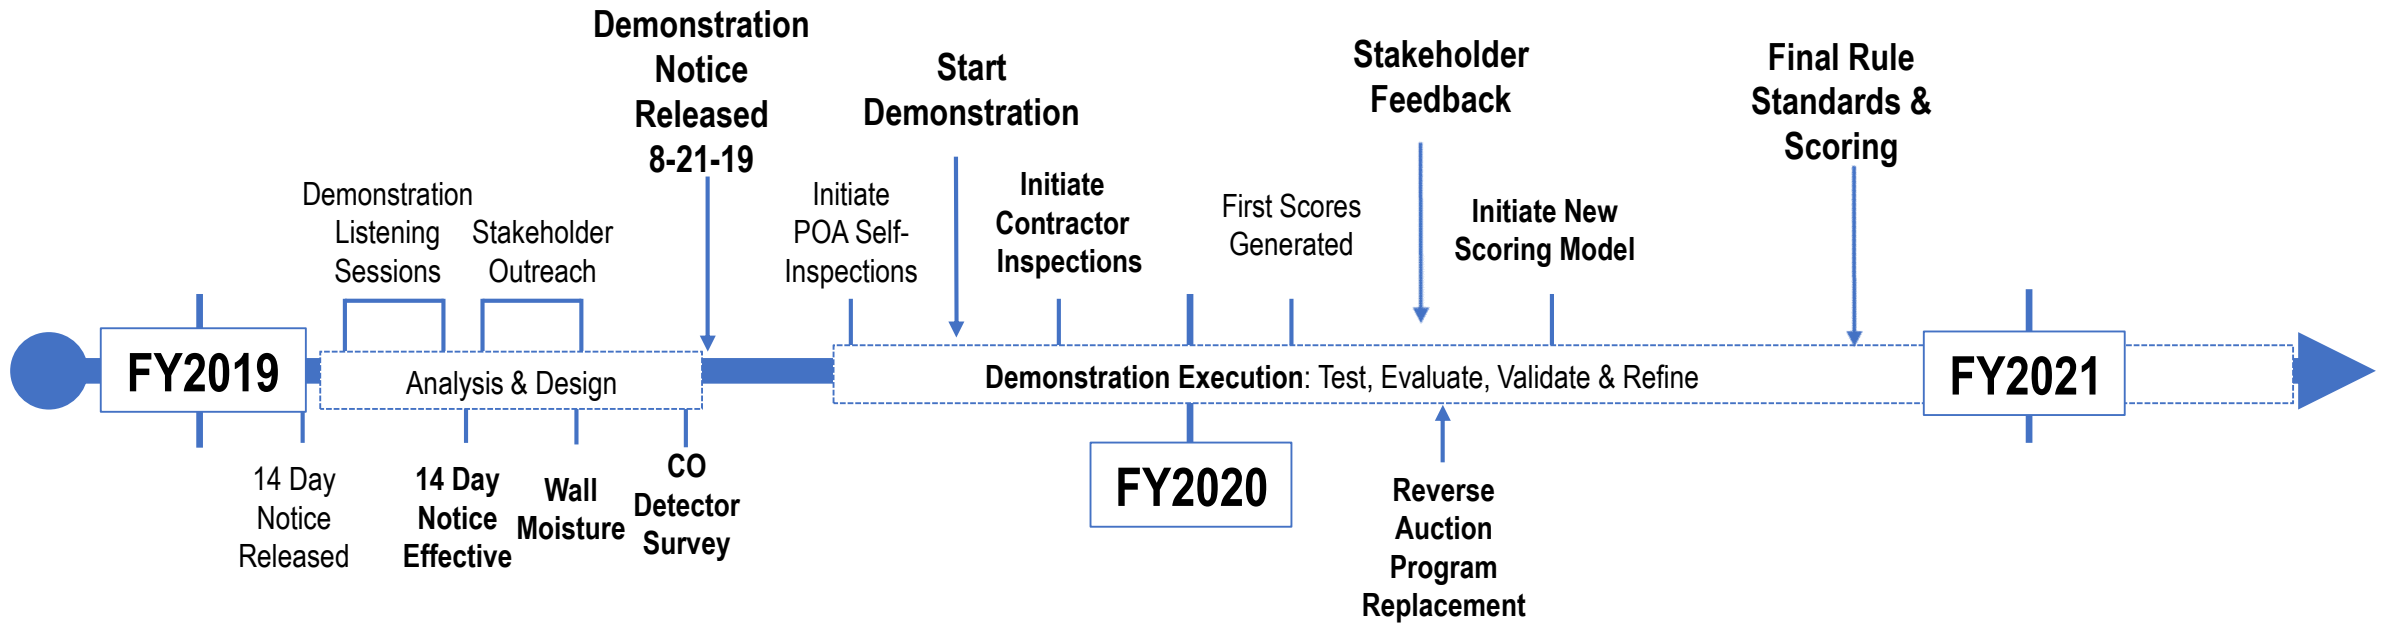 Demonstration
Notice
Released
8-21-19
Start
Demonstration
Stakeholder
Feedback
Final Rule
Standards &
Scoring
Demonstration
Listening
Sessions
Stakeholder
Outreach
Initiate
POA Self-
Inspections
Initiate
Contractor
Inspections
First Scores
Generated
Initiate New
Scoring Model
FY2019
Analysis & Design
Demonstration Execution: Test, Evaluate, Validate & Refine
FY2021
14 Day
Notice
Released
14 Day
Notice
Effective
Wall
Moisture
CO
Detector
Survey
FY2020
Reverse
Auction
Program
Replacement